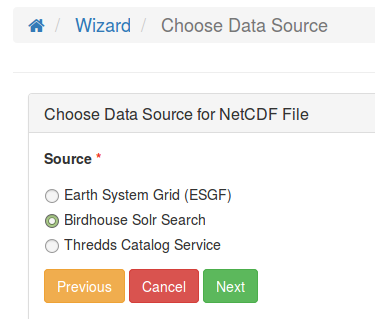 / Wizard / Choose Data Source
Choose Data Source for NetCDF File
Source *
Earth System Grid (ESGF)
Birdhouse Solr Search
Thredds Catalog Service
Previous Cancel Next